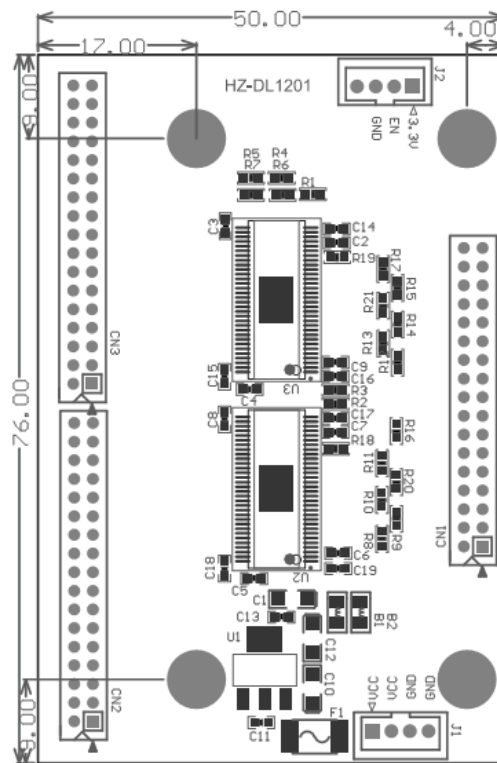 50.00
17.00
4.00
9.00
HZ-DL1201
J2
3.3V
EN
GND
R5
R4
R7
R6
R1
C3
C14
C2
R19
R17
R15
R21
R14
R13
CN3
C15
U3
C9
C16
R3
R2
C17
C7
R18
C4
C8
76.00
R16
R11
R20
R10
R8
R9
CN1
C6
C19
U2
C18
C5
C1
C13
U1
B1
B2
C12
C10
CN2
VCC
VCC
GND
GND
F1
J1
C11
9.00